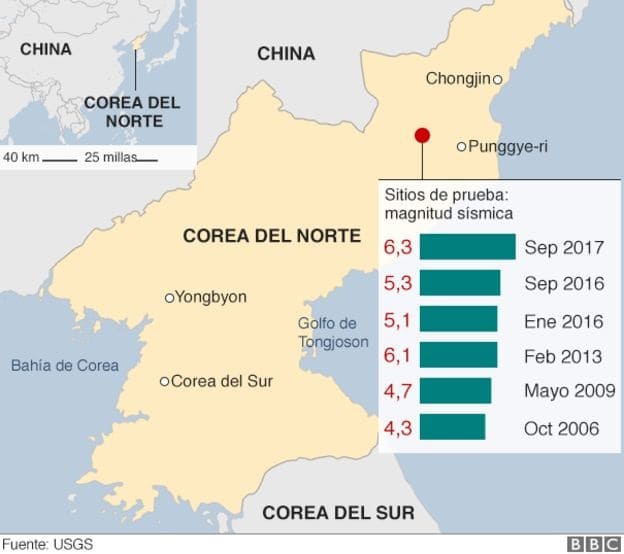 CHINA
COREA DEL
NORTE
40 km
25 millas
CHINA
Chongjin
Punggye-ri
COREA DEL NORTE
Yongbyon
Golfo de
Tongjoson
Bahía de Corea
Corea del Sur
COREA DEL SUR
Sitios de prueba:
magnitud sísmica
6,3 Sep 2017
5,3 Sep 2016
5,1 Ene 2016
6,1 Feb 2013
4,7 Mayo 2009
4,3 Oct 2006
Fuente: USGS
BBC